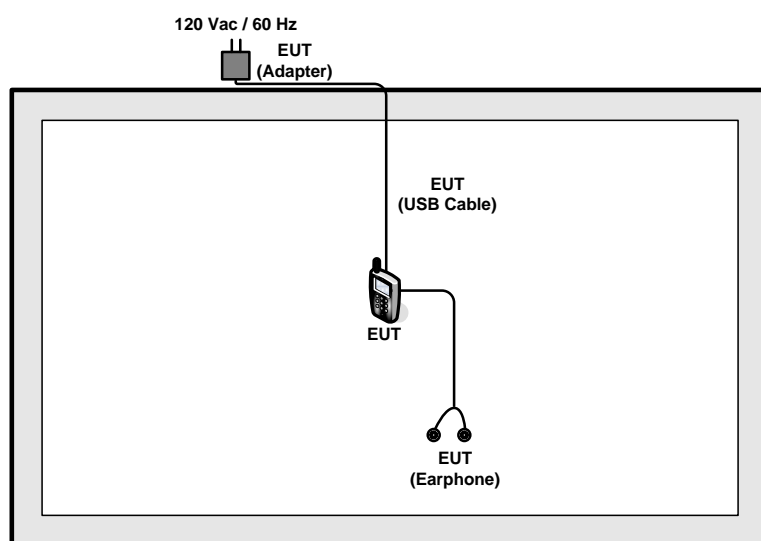 120 Vac / 60 Hz
EUT
(Adapter)
EUT
(USB Cable)
EUT
EUT
(Earphone)